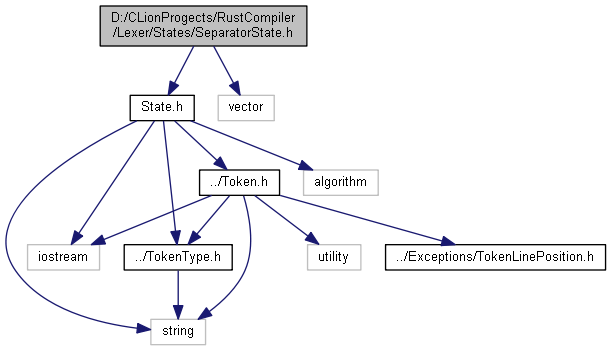 D:/CLionProgects/RustCompiler
/Lexer/States/SeparatorState.h
State.h
vector
../Token.h
algorithm
iostream
../TokenType.h
utility
../Exceptions/TokenLinePosition.h
string